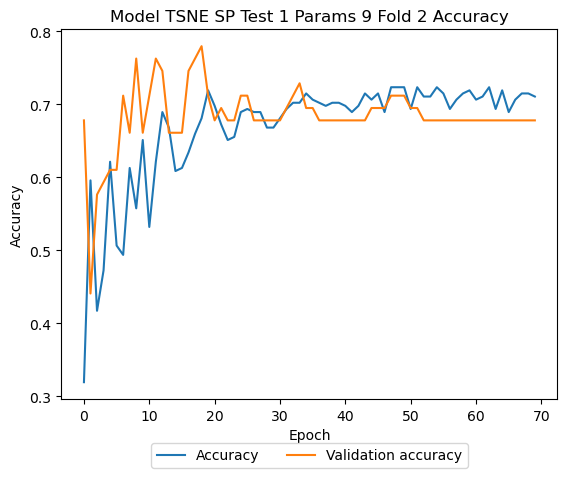 Model TSNE SP Test 1 Params 9 Fold 2 Accuracy
0.8
0.7
0.6
0.5
0.4
0.3
Accuracy
0 10 20 30 40 50 60 70
Epoch
Accuracy Validation accuracy